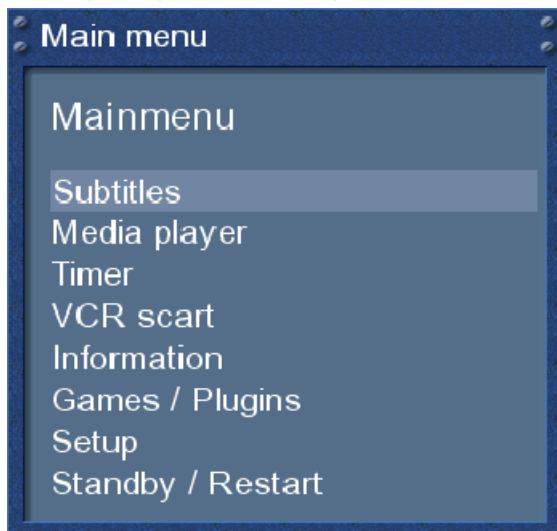 Main menu
Mainmenu
Subtitles
Media player
Timer
VCR scart
Information
Games / Plugins
Setup
Standby / Restart